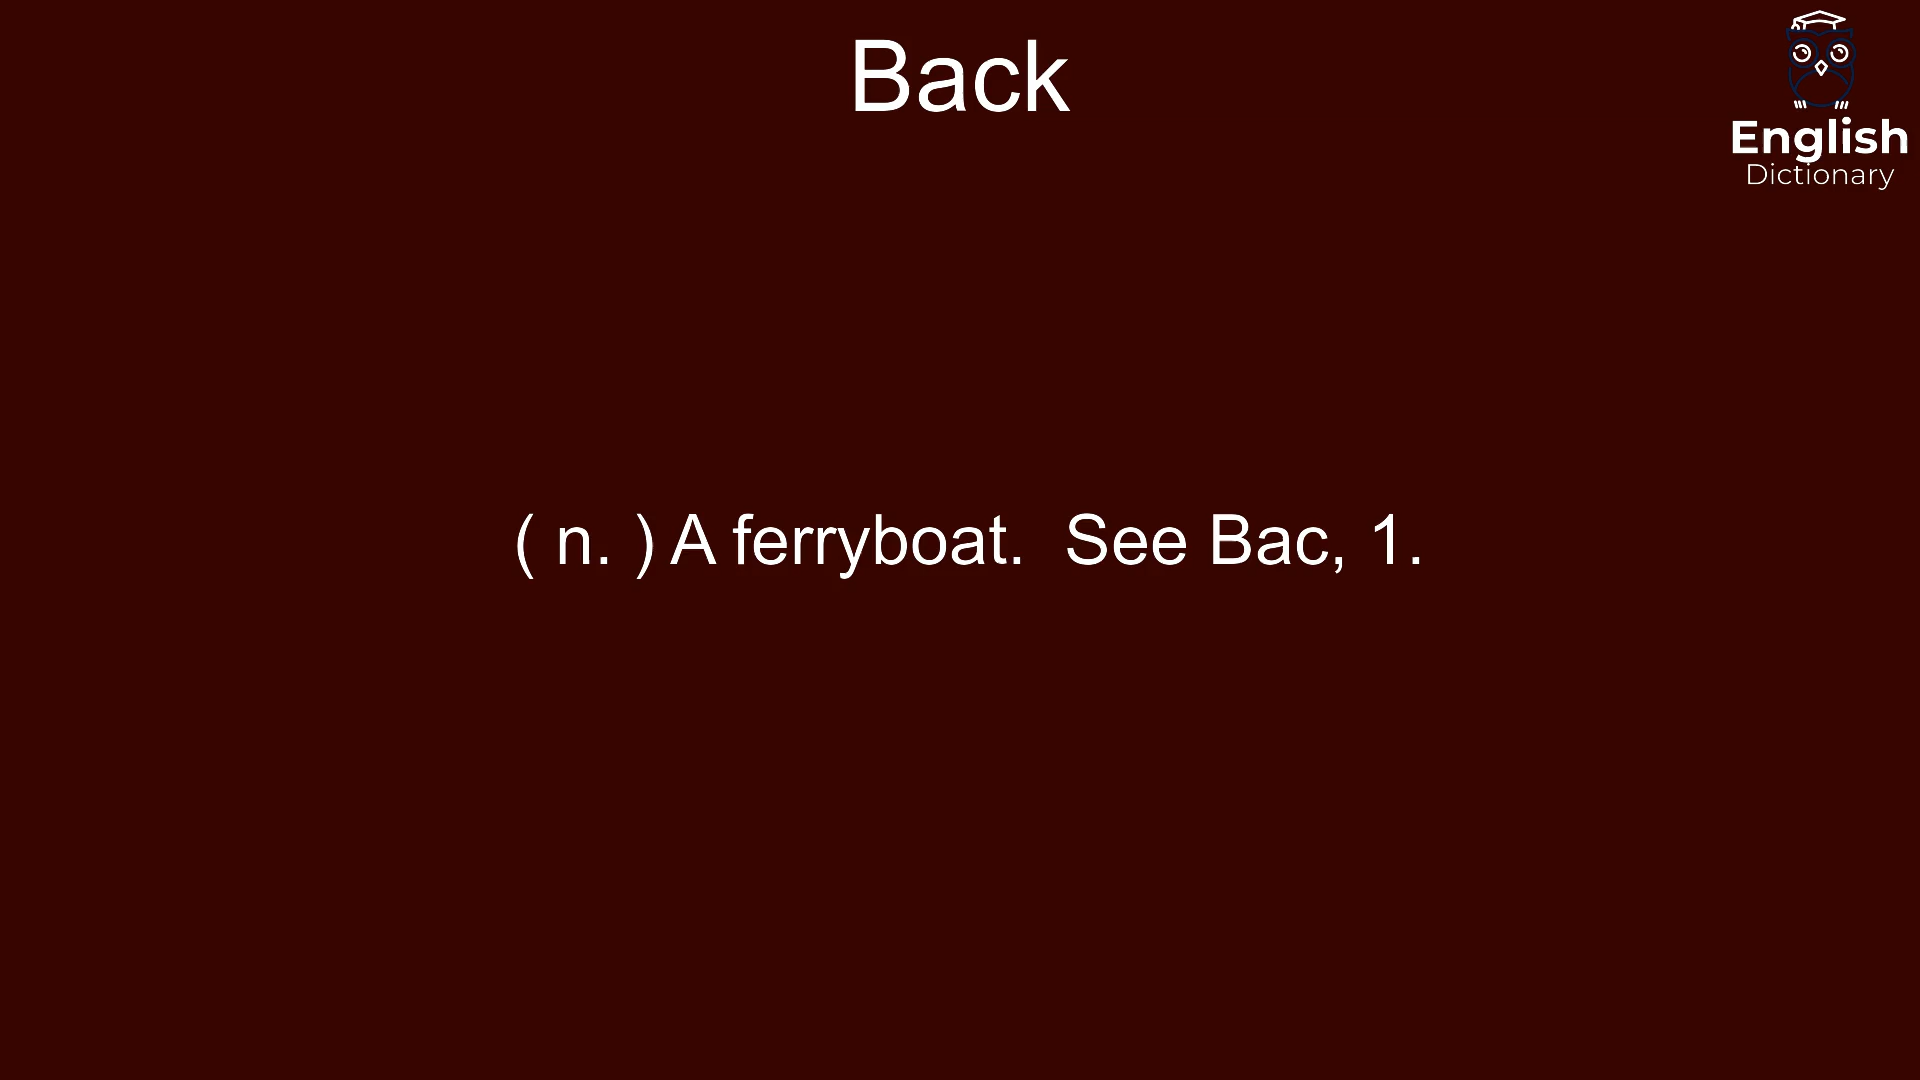 Back
English
Dictionary
( n. ) A ferryboat.  See Bac, 1.